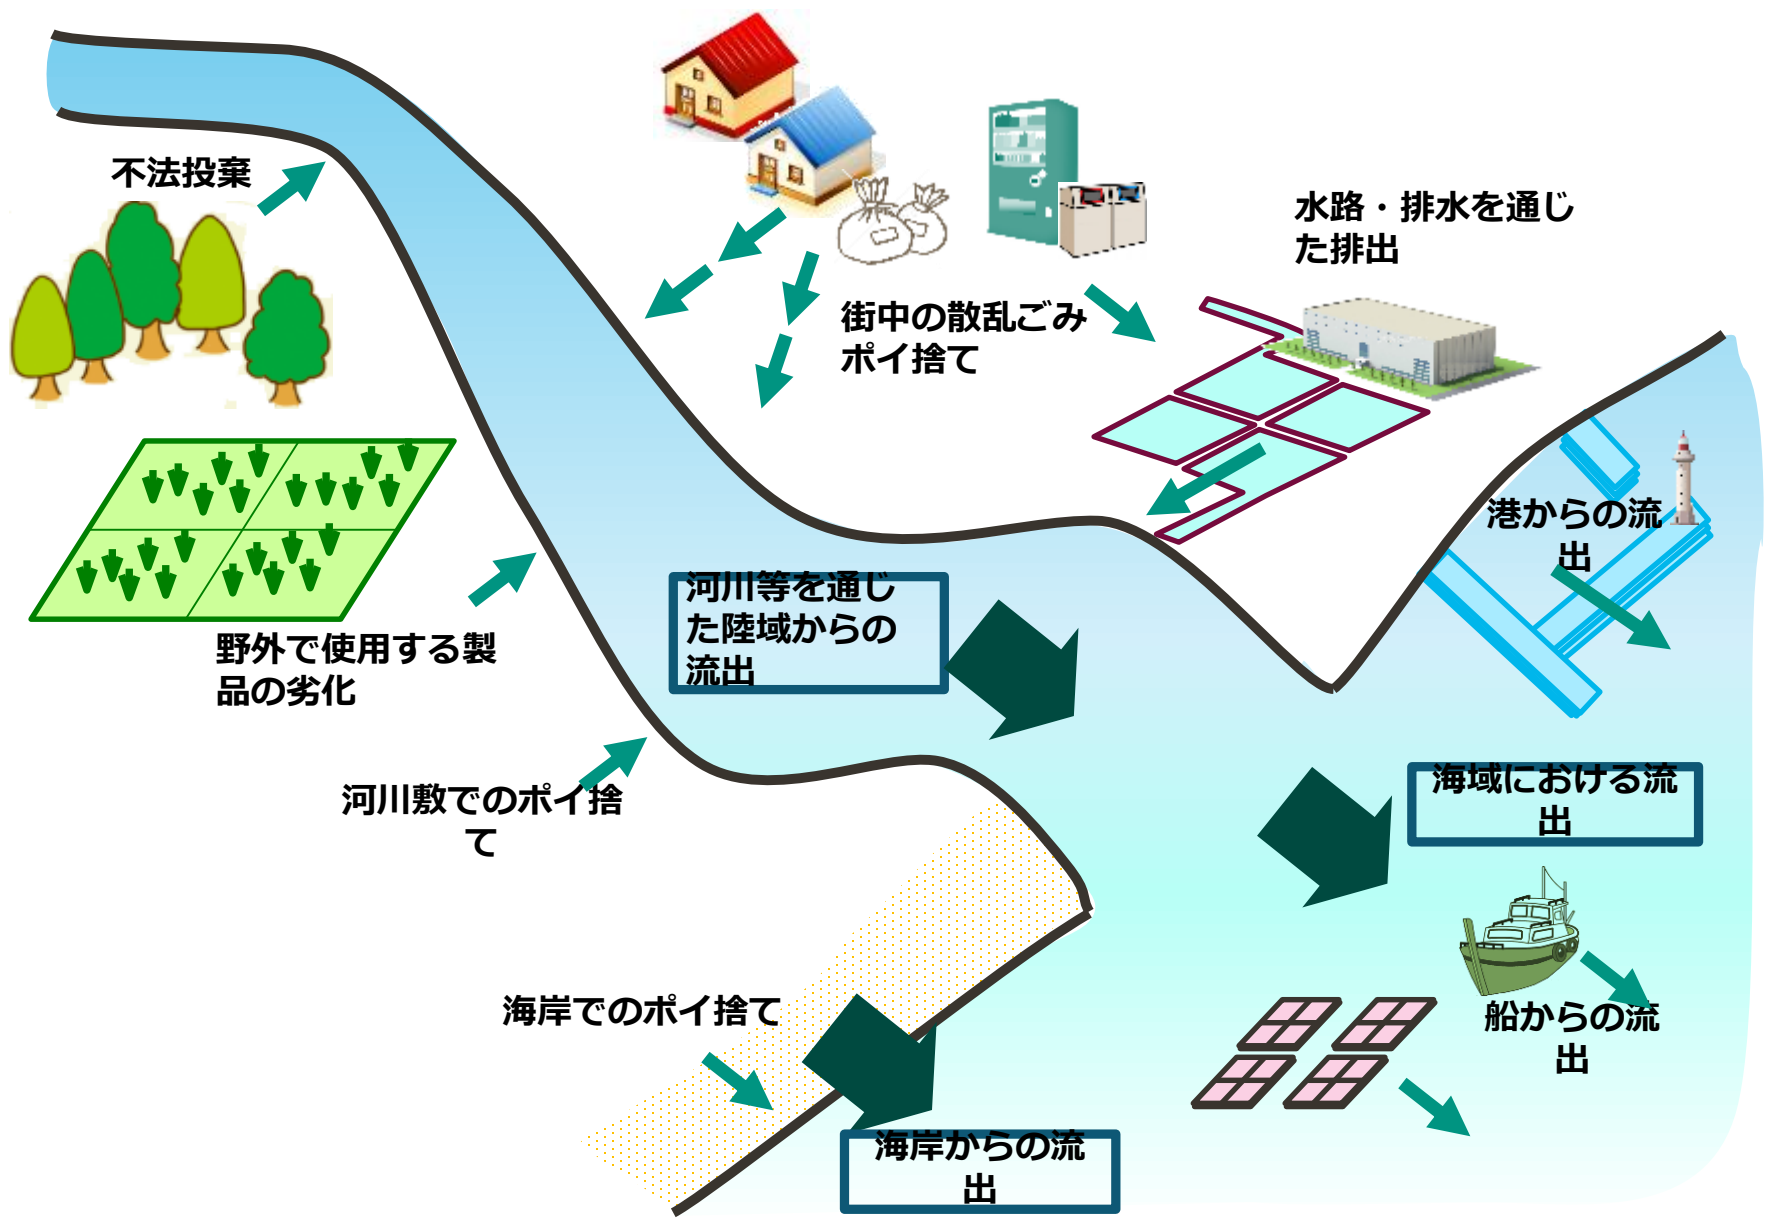 不法投棄
水路・排水を通じ
た排出
街中の散乱ごみ
ポイ捨て
港からの流
出
河川等を通じ
た陸域からの
流出
野外で使用する製
品の劣化
河川敷でのポイ捨
て
海域における流
出
海岸でのポイ捨て
船からの流
出
海岸からの流
出